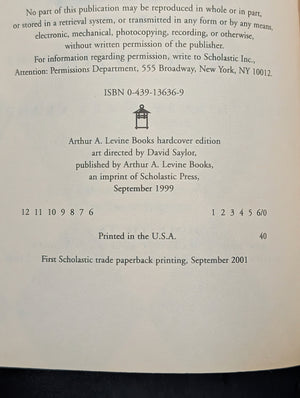 No part of this publication may be reproduced in whole or in part,
or stored in a retrieval system, or transmitted in any form or by any means,
electronic, mechanical, photocopying, recording, or otherwise,
without written permission of the publisher.
For information regarding permission, write to Scholastic Inc.,
Attention: Permissions Department, 555 Broadway, New York, NY 10012.
ISBN 0-439-13636-9
Arthur A. Levine Books hardcover edition
art directed by David Saylor,
published by Arthur A. Levine Books,
an imprint of Scholastic Press,
September 1999
12 11 10 9 8 7 6 1 2 3 4 5 6/0
Printed in the U.S.A. 40
First Scholastic trade paperback printing, September 2001